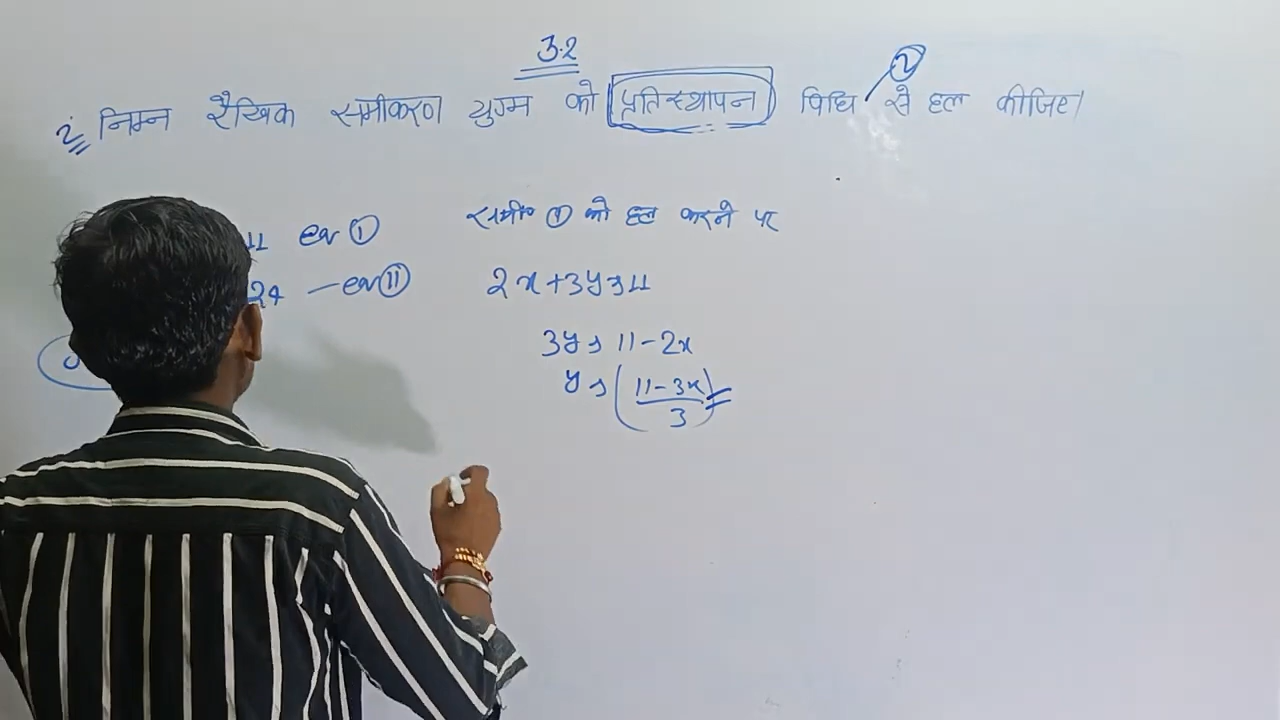 3.2
2. निम्न रैखिक समीकरण युग्म को प्रतिस्थापन विधि से हल कीजिए।
11 eq ①
24 — eq ⑪
समी० ① को हल करने पर
2x+3y=11
3y = 11-2x
y = (11-3x)/3